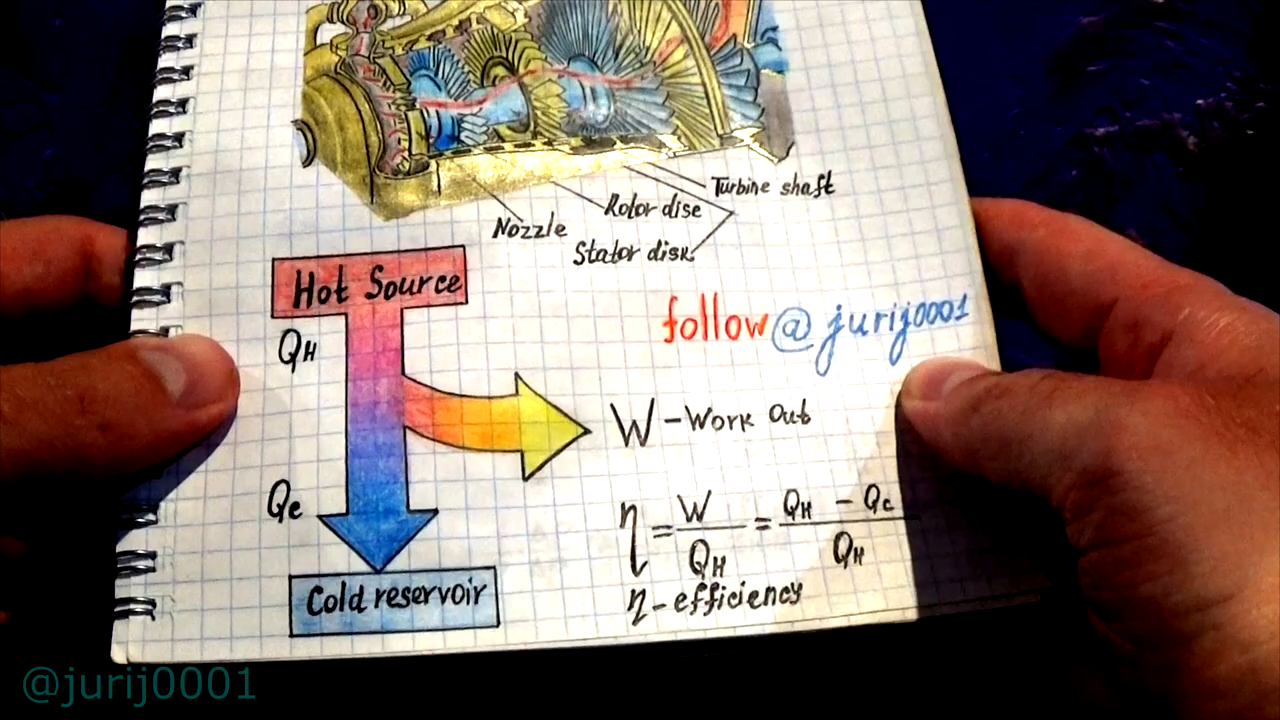 Turbine shaft
Rotor disc
Nozzle
Stator disk
Hot Source
follow @jurij0001
QH
W - Work Out
Qc
η = W/QH = QH - Qc/QH
Cold reservoir
η - efficiency
@jurij0001